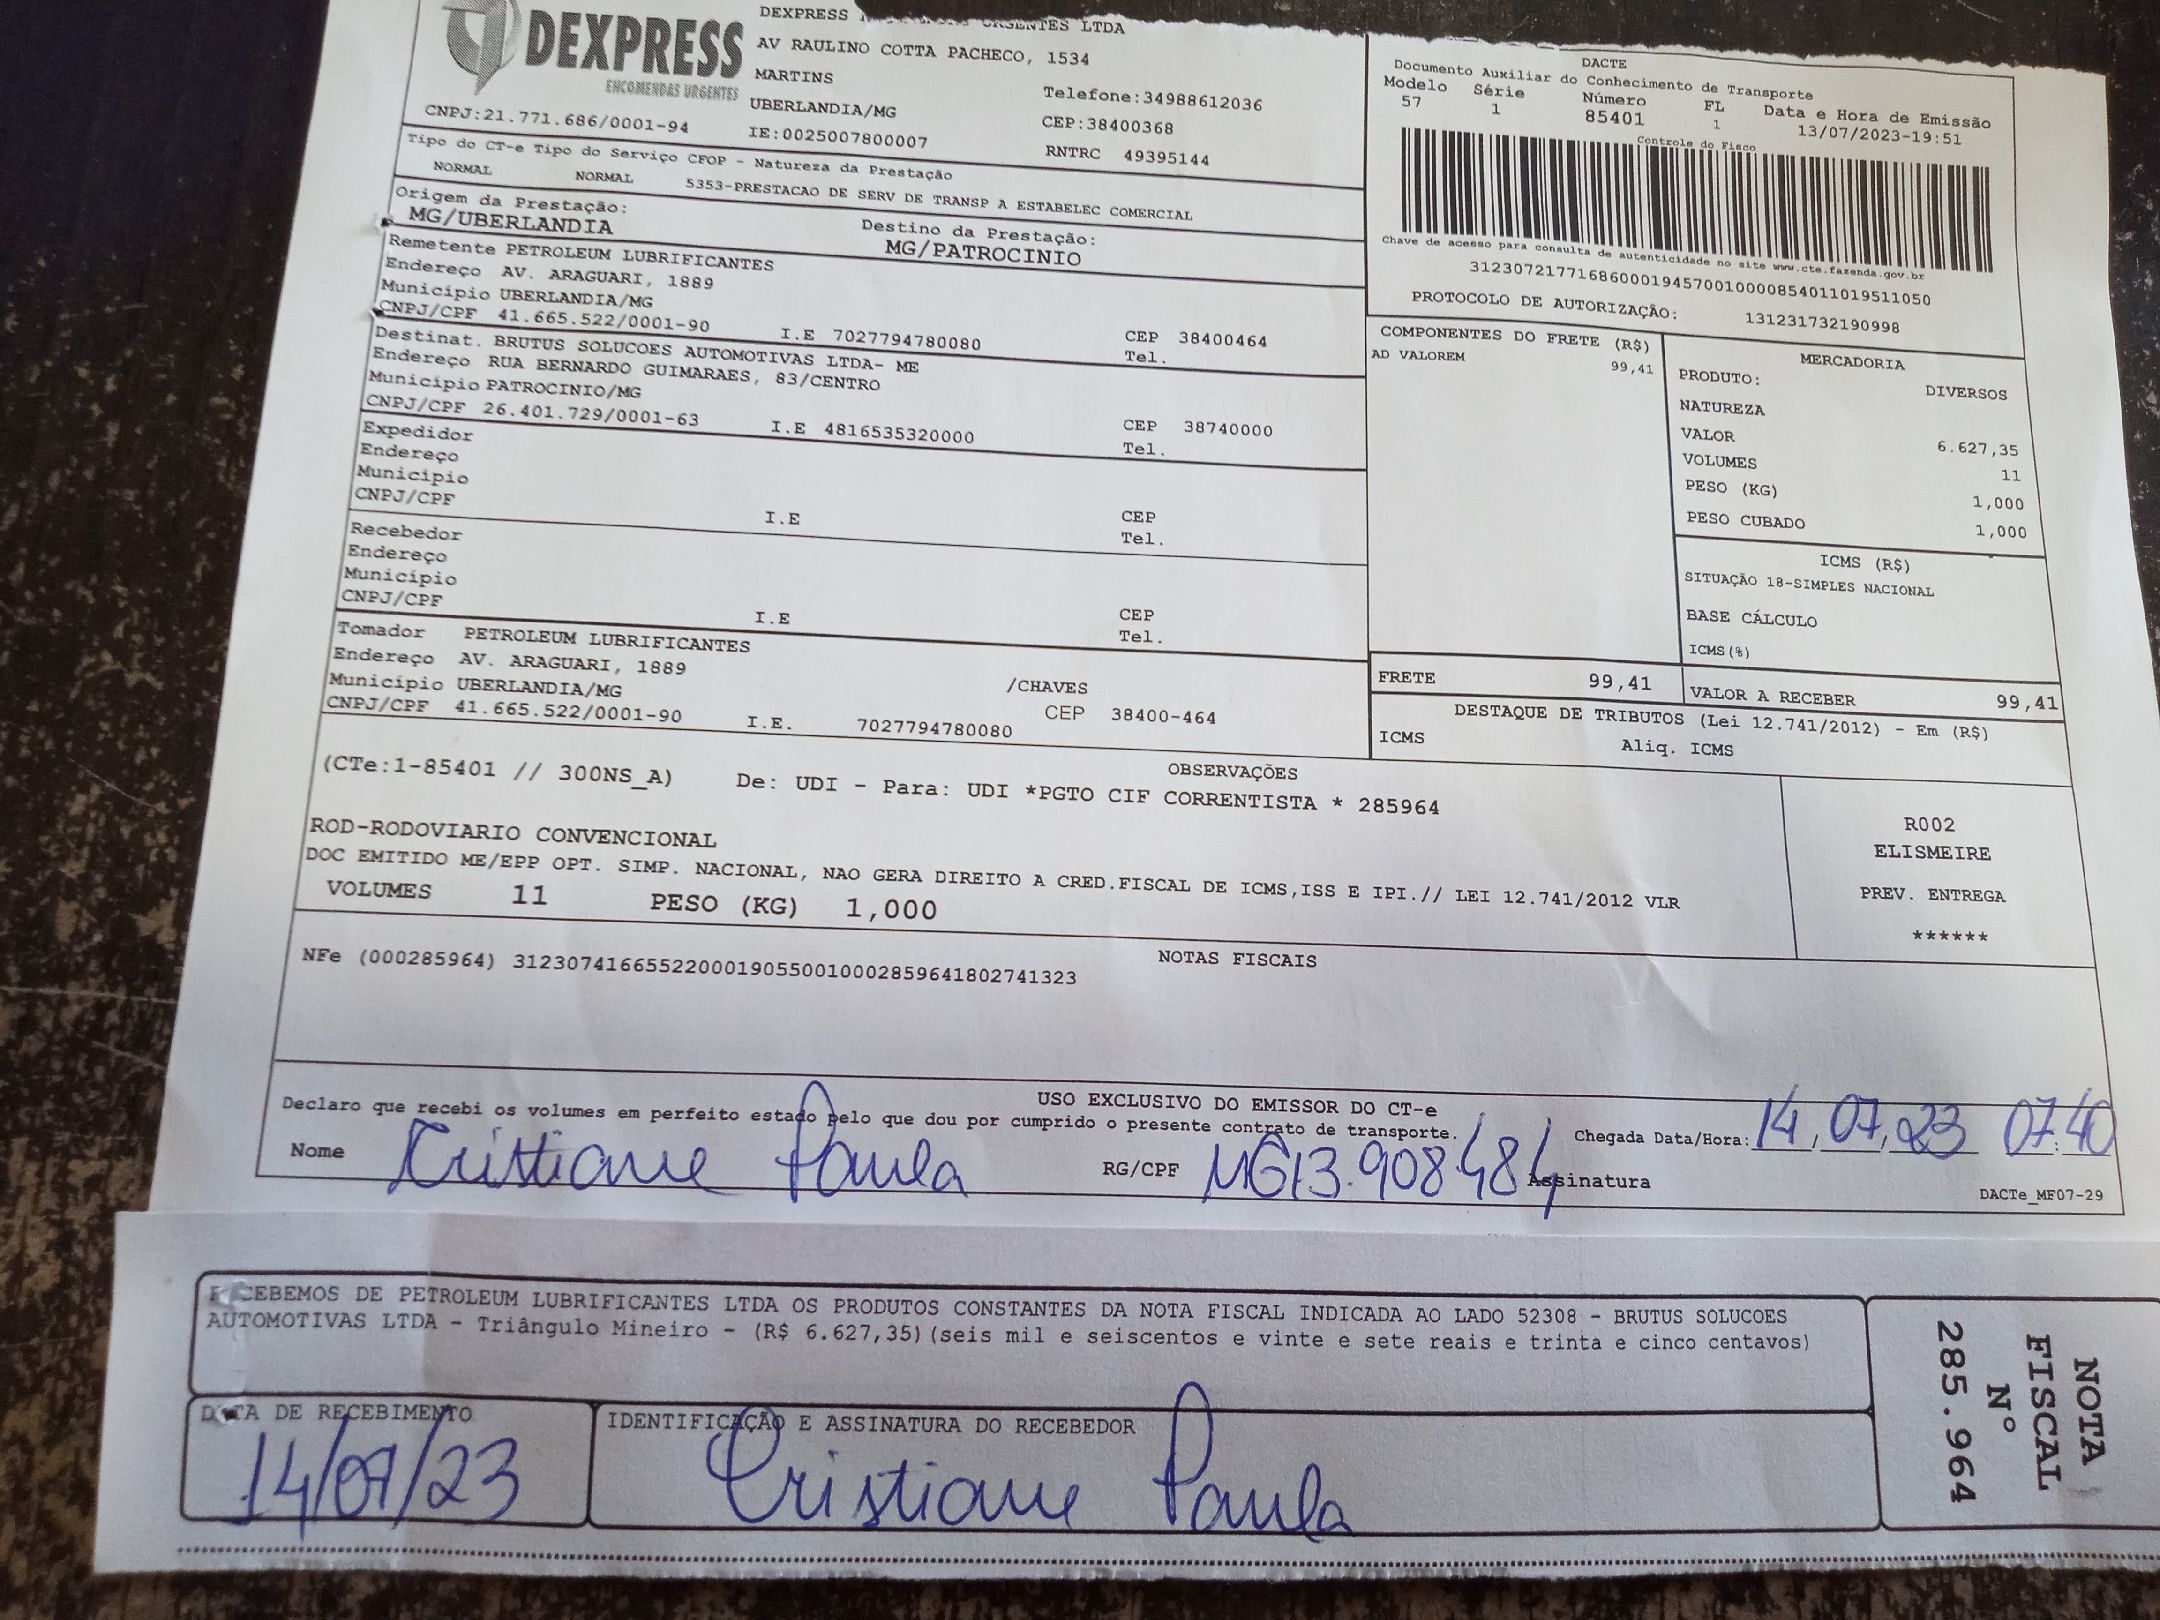 DEXPRESS
ENCOMENDAS URGENTES
CNPJ:21.771.686/0001-94
DEXPRESS URGENTES LTDA
AV RAULINO COTTA PACHECO, 1534
MARTINS
UBERLANDIA/MG
IE:0025007800007
Telefone:34988612036
CEP:38400368
RNTRC 49395144
DACTE
Documento Auxiliar do Conhecimento de Transporte
Modelo Série Número FL Data e Hora de Emissão
57 1 85401 1 13/07/2023-19:51
Controle do Fisco
Chave de acesso para consulta de autenticidade no site www.cte.fazenda.gov.br
31230721771686000194570010000854011019511050
PROTOCOLO DE AUTORIZAÇÃO: 131231732190998
Tipo do CT-e Tipo do Serviço CFOP - Natureza da Prestação
NORMAL NORMAL 5353-PRESTACAO DE SERV DE TRANSP A ESTABELEC COMERCIAL
Origem da Prestação: Destino da Prestação:
MG/UBERLANDIA MG/PATROCINIO
Remetente PETROLEUM LUBRIFICANTES
Endereço AV. ARAGUARI, 1889
Município UBERLANDIA/MG CEP 38400464
CNPJ/CPF 41.665.522/0001-90 I.E 7027794780080 Tel.
Destinat. BRUTUS SOLUCOES AUTOMOTIVAS LTDA- ME
Endereço RUA BERNARDO GUIMARAES, 83/CENTRO
Município PATROCINIO/MG CEP 38740000
CNPJ/CPF 26.401.729/0001-63 I.E 4816535320000 Tel.
Expedidor
Endereço
Município CEP
CNPJ/CPF I.E Tel.
Recebedor
Endereço
Município CEP
CNPJ/CPF I.E Tel.
Tomador PETROLEUM LUBRIFICANTES
Endereço AV. ARAGUARI, 1889 /CHAVES
Município UBERLANDIA/MG CEP 38400-464
CNPJ/CPF 41.665.522/0001-90 I.E. 7027794780080
COMPONENTES DO FRETE (R$)
AD VALOREM 99,41
MERCADORIA
PRODUTO: DIVERSOS
NATUREZA
VALOR 6.627,35
VOLUMES 11
PESO (KG) 1,000
PESO CUBADO 1,000
ICMS (R$)
SITUAÇÃO 18-SIMPLES NACIONAL
BASE CÁLCULO
ICMS(%)
FRETE 99,41 VALOR A RECEBER 99,41
DESTAQUE DE TRIBUTOS (Lei 12.741/2012) - Em (R$)
ICMS Aliq. ICMS
OBSERVAÇÕES
(CTe:1-85401 // 300NS_A) De: UDI - Para: UDI *PGTO CIF CORRENTISTA * 285964
ROD-RODOVIARIO CONVENCIONAL
DOC EMITIDO ME/EPP OPT. SIMP. NACIONAL, NAO GERA DIREITO A CRED.FISCAL DE ICMS,ISS E IPI.// LEI 12.741/2012 VLR
VOLUMES 11 PESO (KG) 1,000
R002
ELISMEIRE
PREV. ENTREGA
******
NOTAS FISCAIS
NFe (000285964) 31230741665522000190550010002859641802741323
USO EXCLUSIVO DO EMISSOR DO CT-e
Declaro que recebi os volumes em perfeito estado pelo que dou por cumprido o presente contrato de transporte. Chegada Data/Hora: 14/07/23 07:40
Nome Cristiane Paula RG/CPF MG13.908484 Assinatura
DACTe_MF07-29
RECEBEMOS DE PETROLEUM LUBRIFICANTES LTDA OS PRODUTOS CONSTANTES DA NOTA FISCAL INDICADA AO LADO 52308 - BRUTUS SOLUCOES
AUTOMOTIVAS LTDA - Triângulo Mineiro - (R$ 6.627,35)(seis mil e seiscentos e vinte e sete reais e trinta e cinco centavos)
DATA DE RECEBIMENTO
14/07/23
IDENTIFICAÇÃO E ASSINATURA DO RECEBEDOR
Cristiane Paula
NOTA
FISCAL
Nº
285.964